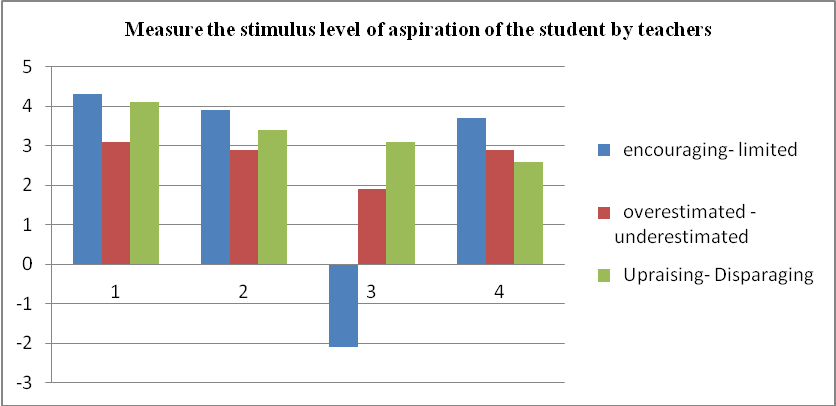 Measure the stimulus level of aspiration of the student by teachers
5
4
3
2
1
0
-1
-2
-3
1 2 3 4
encouraging- limited
overestimated -
underestimated
Upraising- Disparaging